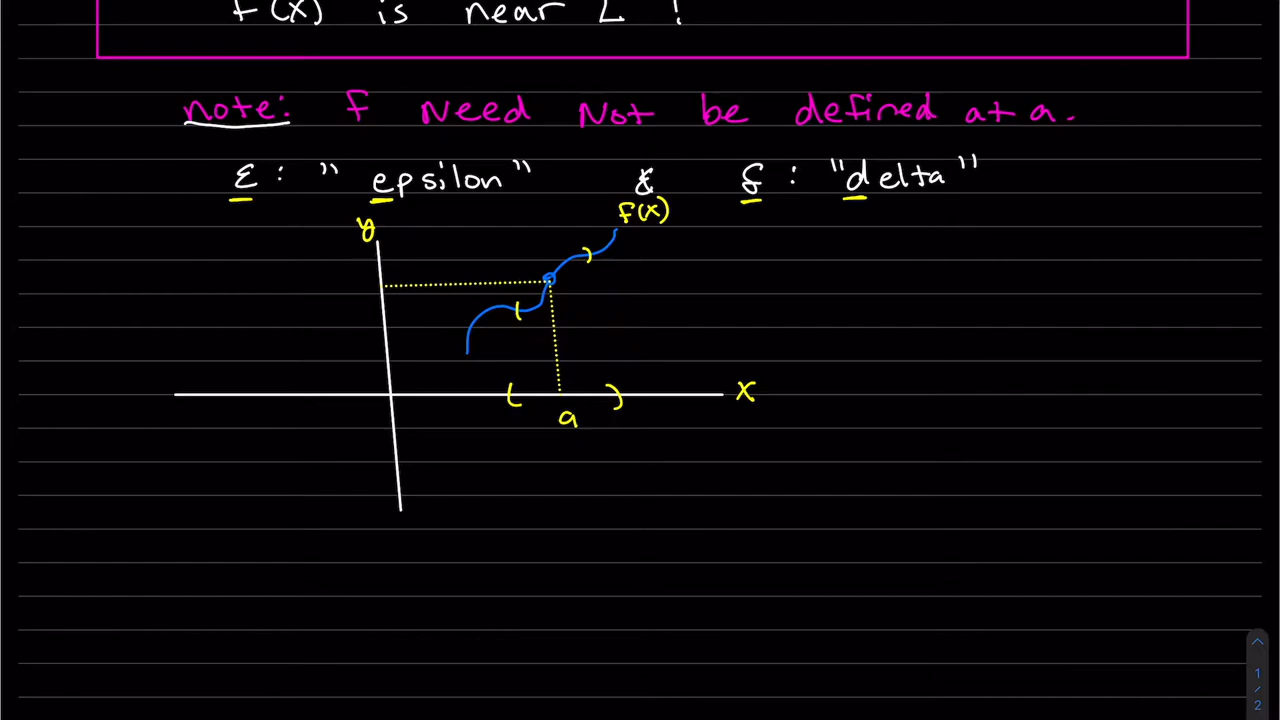 f(x) is near L !
note: f need not be defined at a.
ε : "epsilon" & δ : "delta"
f(x)
y
x
a
1
/
2